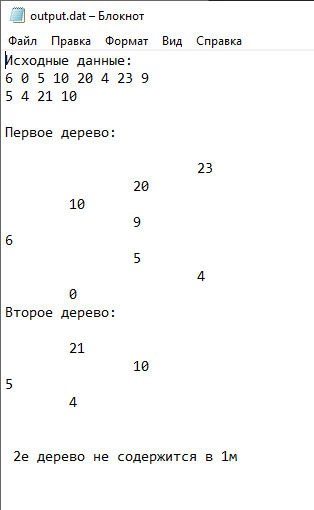 output.dat – Блокнот
Файл Правка Формат Вид Справка
Исходные данные:
6 0 5 10 20 4 23 9
5 4 21 10
Первое дерево:
23
20
10
9
6
5
4
0
Второе дерево:
21
10
5
4
2е дерево не содержится в 1м